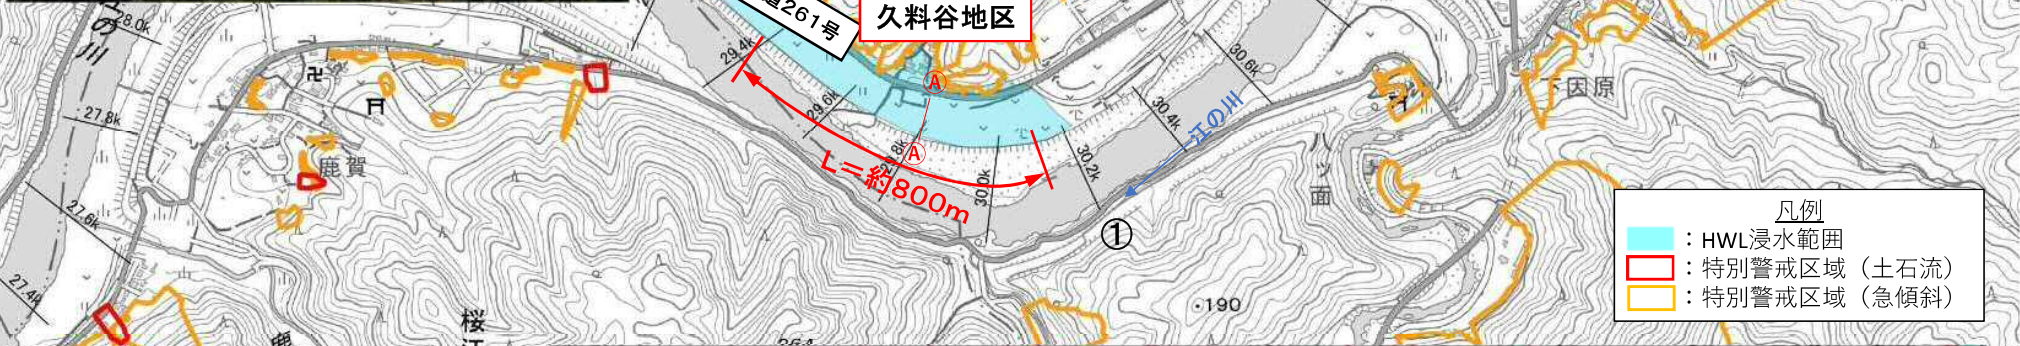 久料谷地区
261号
の川
28.0k
27.8k
27.6k
27.4k
29.4k
29.6k
29.8k
30.0k
30.2k
30.4k
30.6k
A
A
L=約800m
江の川
①
鹿賀
八ッ面
下因原
桜
・190
凡例
：HWL浸水範囲
：特別警戒区域（土石流）
：特別警戒区域（急傾斜）